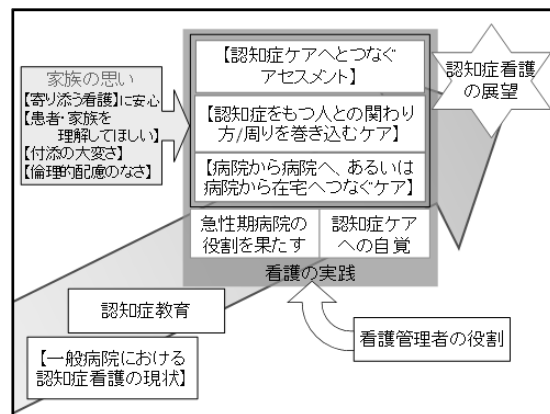 【認知症ケアへとつなぐ
アセスメント】
認知症看護
の展望
家族の思い
【寄り添う看護】に安心
【患者・家族を
理解してほしい】
【付添の大変さ】
【倫理的配慮のなさ】
【認知症をもつ人との関わり
方/周りを巻き込むケア】
【病院から病院へ、あるいは
病院から在宅へつなぐケア】
急性期病院の
役割を果たす
認知症ケア
への自覚
看護の実践
認知症教育
看護管理者の役割
【一般病院における
認知症看護の現状】